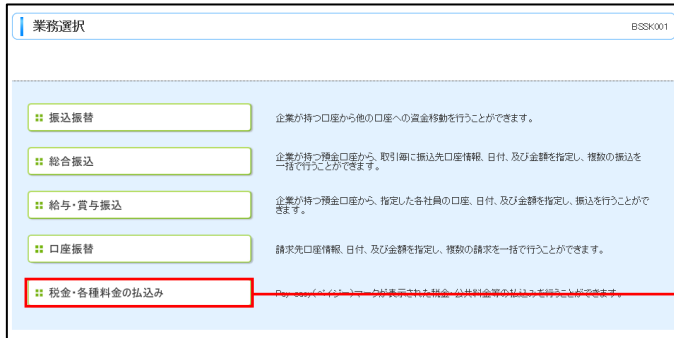 業務選択
BSSK001
振込振替
企業が持つ口座から他の口座への資金移動を行うことができます。
総合振込
企業が持つ預金口座から、取引毎に振込先口座情報、日付、及び金額を指定し、複数の振込を
一括で行うことができます。
給与・賞与振込
企業が持つ預金口座から、指定した各社員の口座、日付、及び金額を指定し、振込を行うことがで
きます。
口座振替
請求先口座情報、日付、及び金額を指定し、複数の請求を一括で行うことができます。
税金・各種料金の払込み
Pay-easy(ペイジー)マークが表示された税金・公共料金等の払込みを行うことができます。